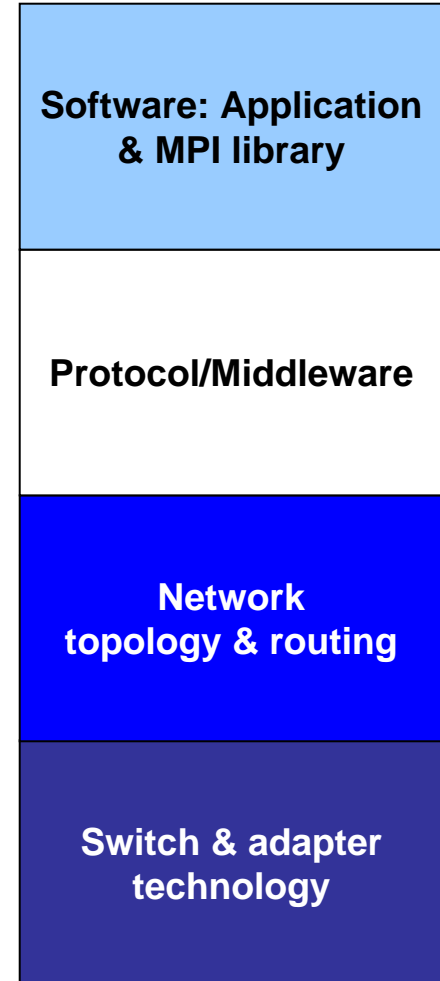 Software: Application
& MPI library
Protocol/Middleware
Network
topology & routing
Switch & adapter
technology